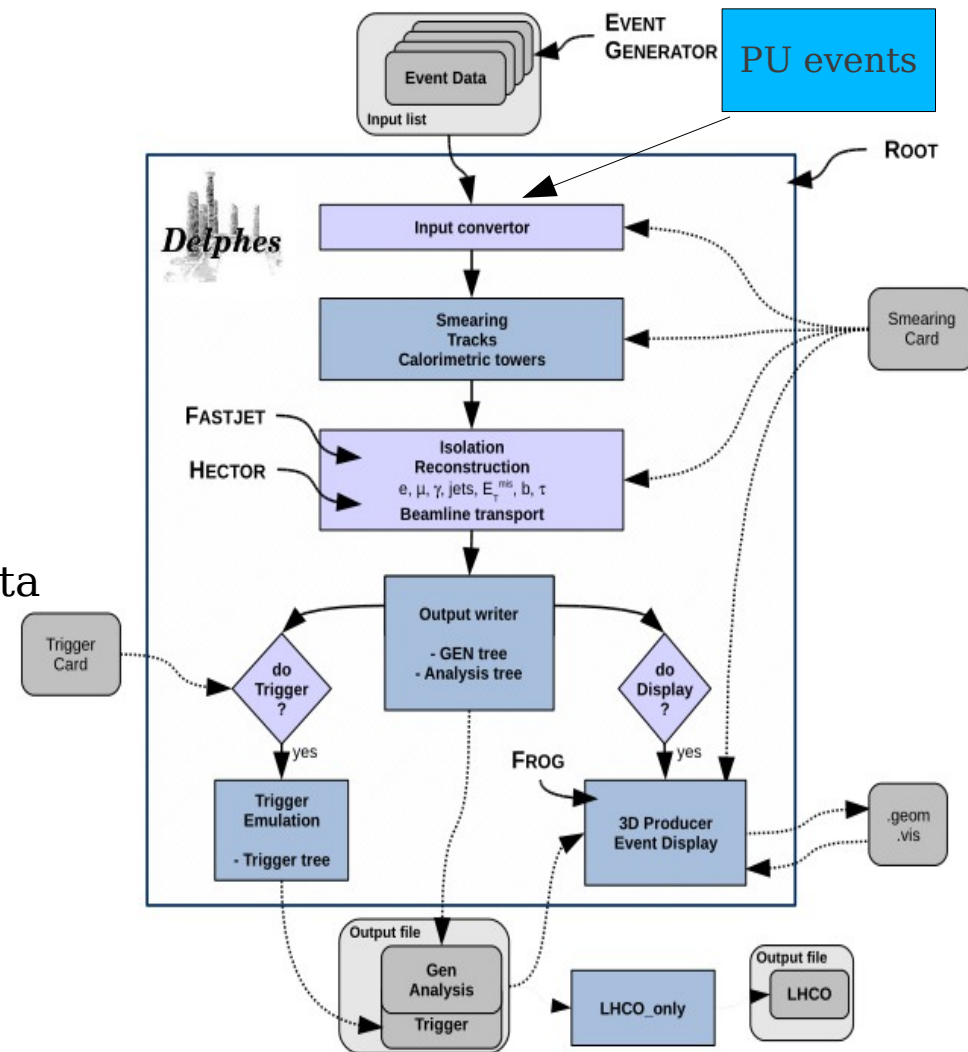 EVENT
GENERATOR
PU events
Event Data
Input list
ROOT
Delphes
Input convertor
Smearing
Tracks
Calorimetric towers
Smearing
Card
FASTJET
HECTOR
Isolation
Reconstruction
e, μ, γ, jets, E_T^mis, b, τ
Beamline transport
ta
Trigger
Card
Output writer
- GEN tree
- Analysis tree
do
Trigger
?
do
Display
?
yes
yes
FROG
Trigger
Emulation
- Trigger tree
3D Producer
Event Display
.geom
.vis
Output file
Gen
Analysis
Trigger
LHCO_only
Output file
LHCO